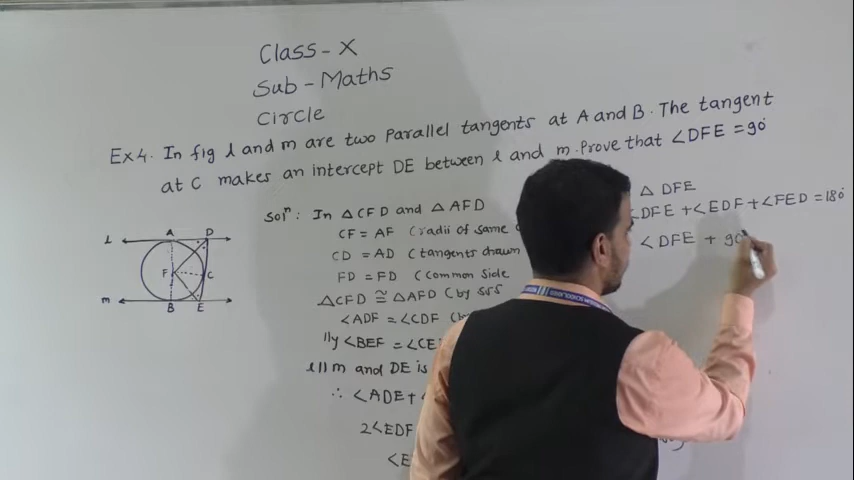 Class-X
Sub-Maths
Circle
Ex4. In fig l and m are two parallel tangents at A and B. The tangent
at C makes an intercept DE between l and m. Prove that ∠DFE = 90°
Solⁿ: In △CFD and △AFD
CF = AF (radii of same
CD = AD (tangents drawn
FD = FD (Common side
△CFD ≅ △AFD (by SSS
∠ADF = ∠CDF
lly ∠BEF = ∠CE
l || m and DE is
∴ ∠ADE +
2∠EDF
∠E
△ DFE
∠DFE + ∠EDF + ∠FED = 180°
∠DFE + 90
l A D
F C
m B E